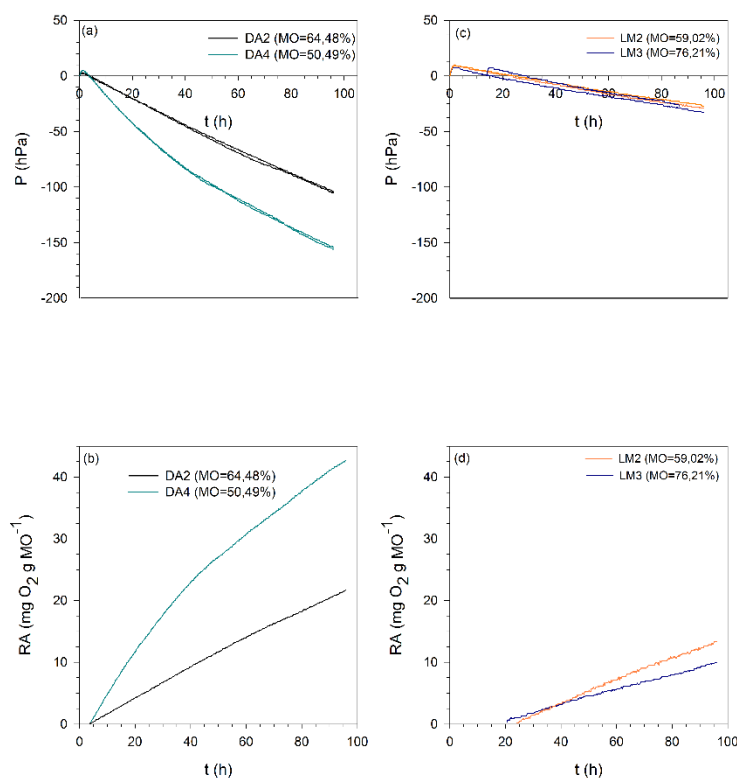 (a)
DA2 (MO=64,48%)
DA4 (MO=50,49%)
50
0
-50
-100
-150
-200
P (hPa)
0 20 40 60 80 100
t (h)
(c)
LM2 (MO=59,02%)
LM3 (MO=76,21%)
50
0
-50
-100
-150
-200
P (hPa)
0 20 40 60 80 100
t (h)
(b)
DA2 (MO=64,48%)
DA4 (MO=50,49%)
40
30
20
10
0
RA (mg O₂ g MO⁻¹)
0 20 40 60 80 100
t (h)
(d)
LM2 (MO=59,02%)
LM3 (MO=76,21%)
40
30
20
10
0
RA (mg O₂ g MO⁻¹)
0 20 40 60 80 100
t (h)